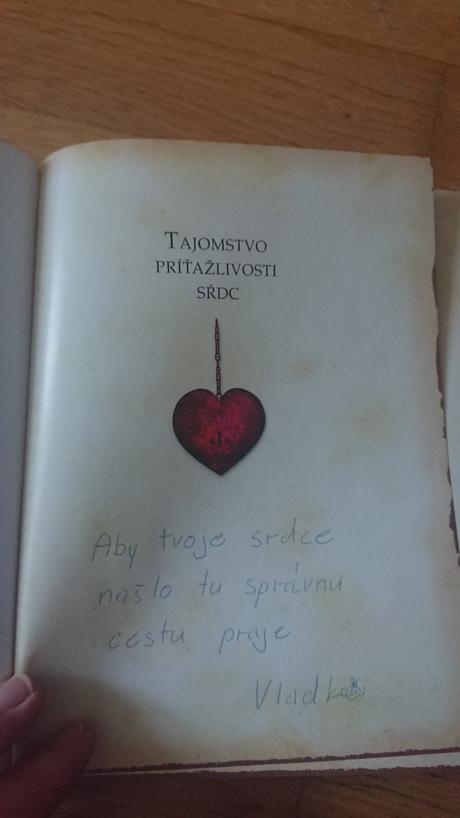 TAJOMSTVO
PRÍŤAŽLIVOSTI
SŔDC
I
Aby tvoje srdce
našlo tu správnu
cestu praje
Vladka